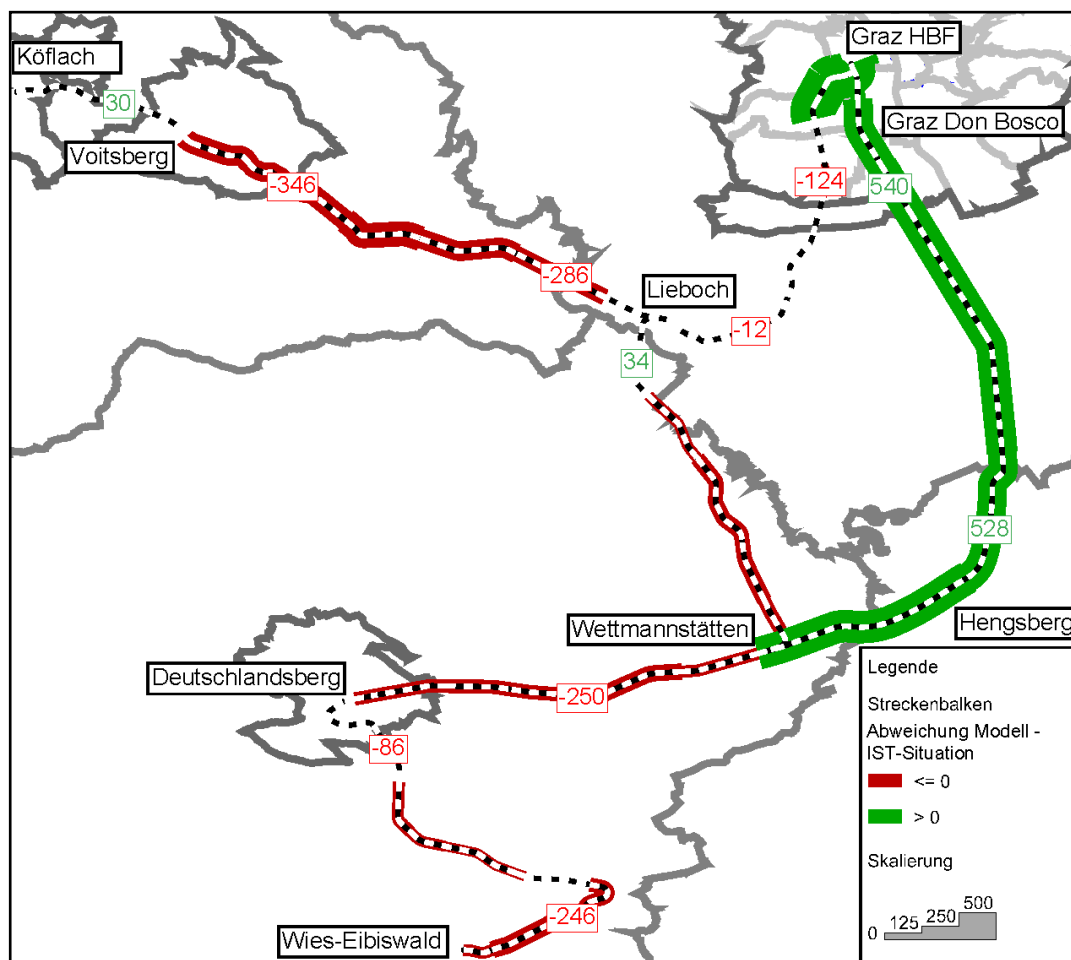 Graz HBF
Köflach
30
Graz Don Bosco
Voitsberg
-346
-124
540
-286
Lieboch
-12
34
528
Wettmannstätten
Hengsberg
Deutschlandsberg
-250
-86
-246
Wies-Eibiswald
Legende
Streckenbalken
Abweichung Modell -
IST-Situation
<= 0
> 0
Skalierung
0 125 250 500